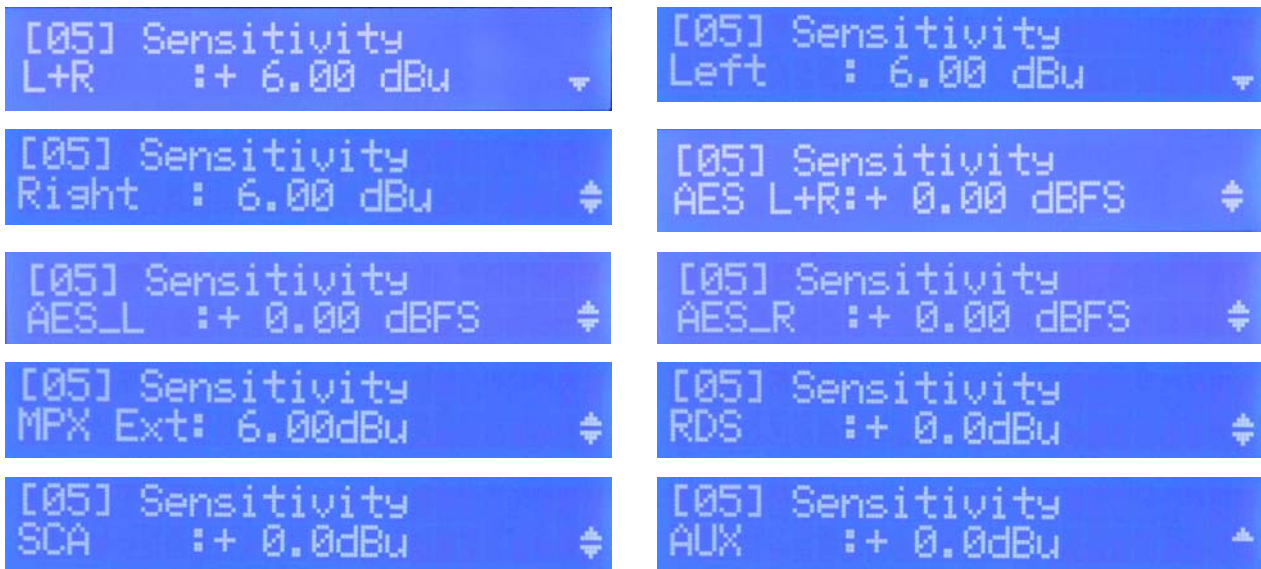 [05] Sensitivity
L+R :+ 6.00 dBu
[05] Sensitivity
Left : 6.00 dBu
[05] Sensitivity
Right : 6.00 dBu
[05] Sensitivity
AES L+R:+ 0.00 dBFS
[05] Sensitivity
AES_L :+ 0.00 dBFS
[05] Sensitivity
AES_R :+ 0.00 dBFS
[05] Sensitivity
MPX Ext: 6.00dBu
[05] Sensitivity
RDS :+ 0.0dBu
[05] Sensitivity
SCA :+ 0.0dBu
[05] Sensitivity
AUX :+ 0.0dBu